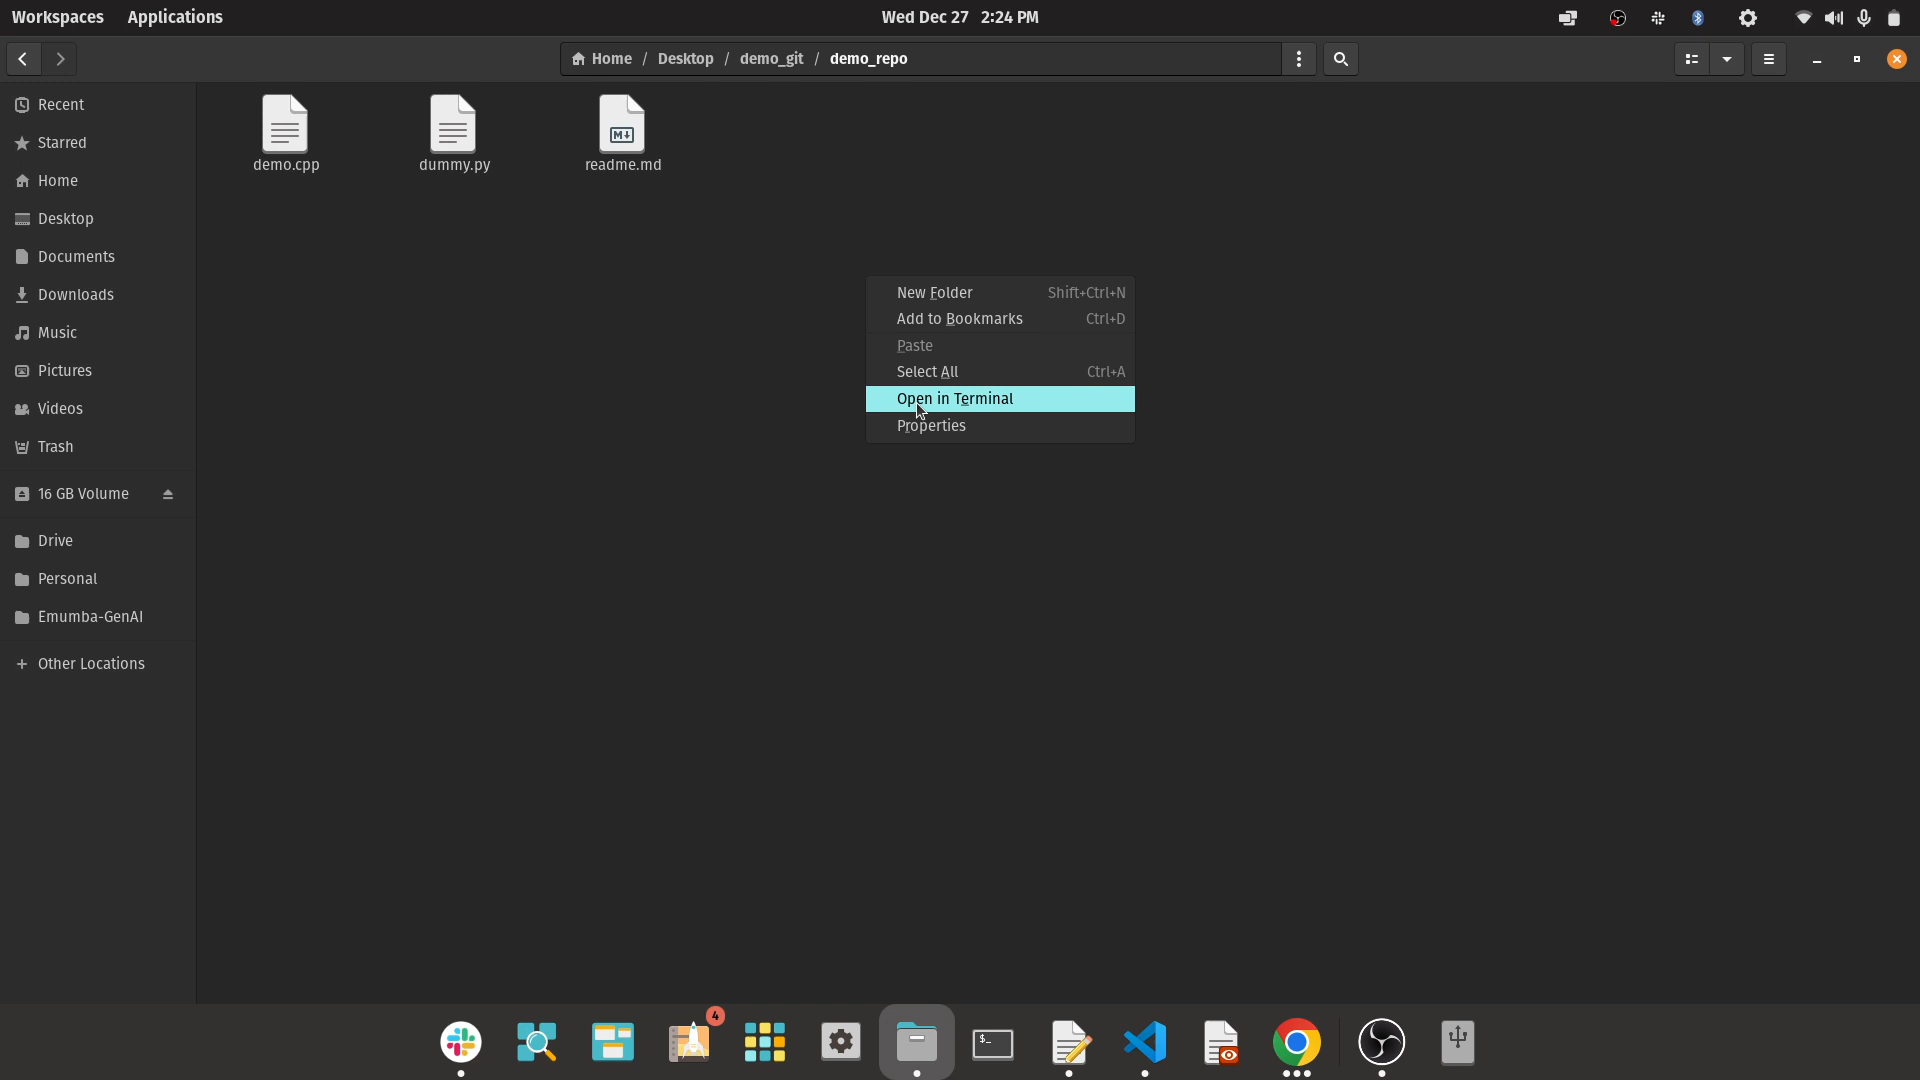 Workspaces Applications Wed Dec 27 2:24 PM
Home / Desktop / demo_git / demo_repo
Recent
Starred
Home
Desktop
Documents
Downloads
Music
Pictures
Videos
Trash
16 GB Volume
Drive
Personal
Emumba-GenAI
+ Other Locations
demo.cpp dummy.py readme.md
M
New Folder Shift+Ctrl+N
Add to Bookmarks Ctrl+D
Paste
Select All Ctrl+A
Open in Terminal
Properties
4
$_